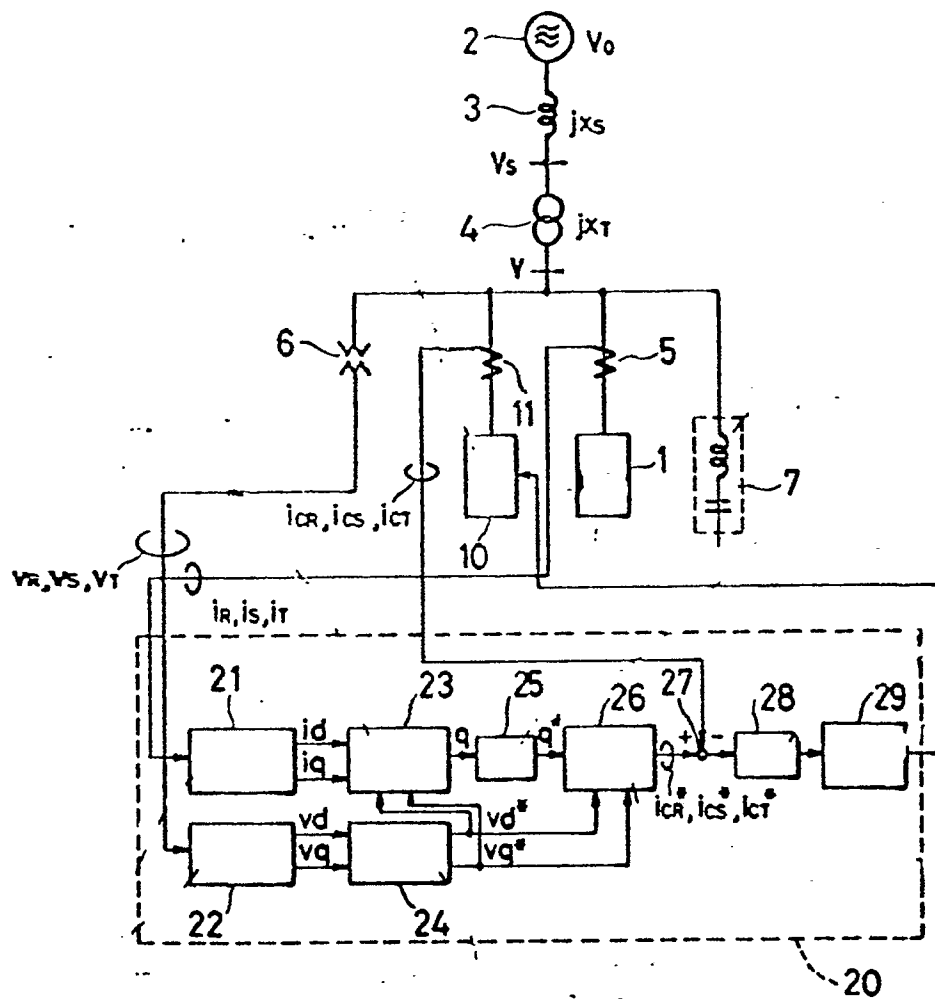 2 V0
3 jxS
VS
4 jxT
V
6 11 5
10 1 7
iCR, iCS, iCT
vR, vS, vT
iR, iS, iT
21 23 25 26 27 28 29
id q q* + -
iq
iCR*, iCS*, iCT*
vd vd*
vq vq*
22 24
20